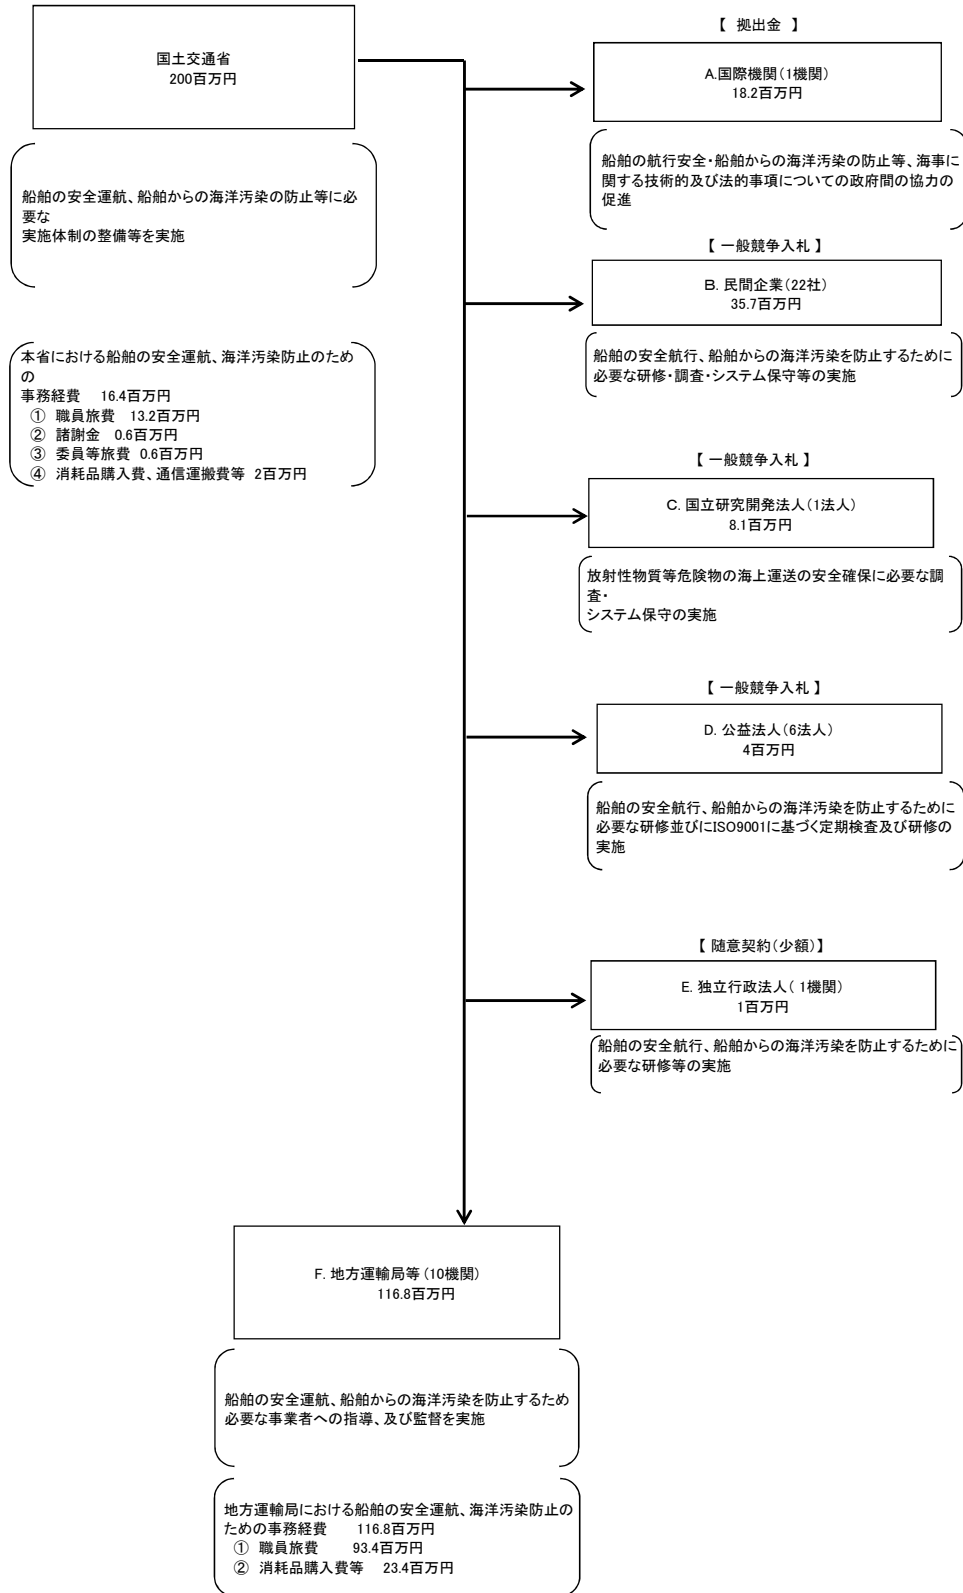 国土交通省
200百万円
船舶の安全運航、船舶からの海洋汚染の防止等に必
要な
実施体制の整備等を実施
本省における船舶の安全運航、海洋汚染防止のため
の
事務経費 16.4百万円
① 職員旅費 13.2百万円
② 諸謝金 0.6百万円
③ 委員等旅費 0.6百万円
④ 消耗品購入費、通信運搬費等 2百万円
【 拠出金 】
A.国際機関(1機関)
18.2百万円
船舶の航行安全・船舶からの海洋汚染の防止等、海事に
関する技術的及び法的事項についての政府間の協力の
促進
【 一般競争入札 】
B. 民間企業(22社)
35.7百万円
船舶の安全航行、船舶からの海洋汚染を防止するために
必要な研修・調査・システム保守等の実施
【 一般競争入札 】
C. 国立研究開発法人(1法人)
8.1百万円
放射性物質等危険物の海上運送の安全確保に必要な調
査・
システム保守の実施
【 一般競争入札 】
D. 公益法人(6法人)
4百万円
船舶の安全航行、船舶からの海洋汚染を防止するために
必要な研修並びにISO9001に基づく定期検査及び研修の
実施
【 随意契約(少額)】
E. 独立行政法人( 1機関)
1百万円
船舶の安全航行、船舶からの海洋汚染を防止するために
必要な研修等の実施
F. 地方運輸局等(10機関)
116.8百万円
船舶の安全運航、船舶からの海洋汚染を防止するため
必要な事業者への指導、及び監督を実施
地方運輸局における船舶の安全運航、海洋汚染防止の
ための事務経費 116.8百万円
① 職員旅費 93.4百万円
② 消耗品購入費等 23.4百万円